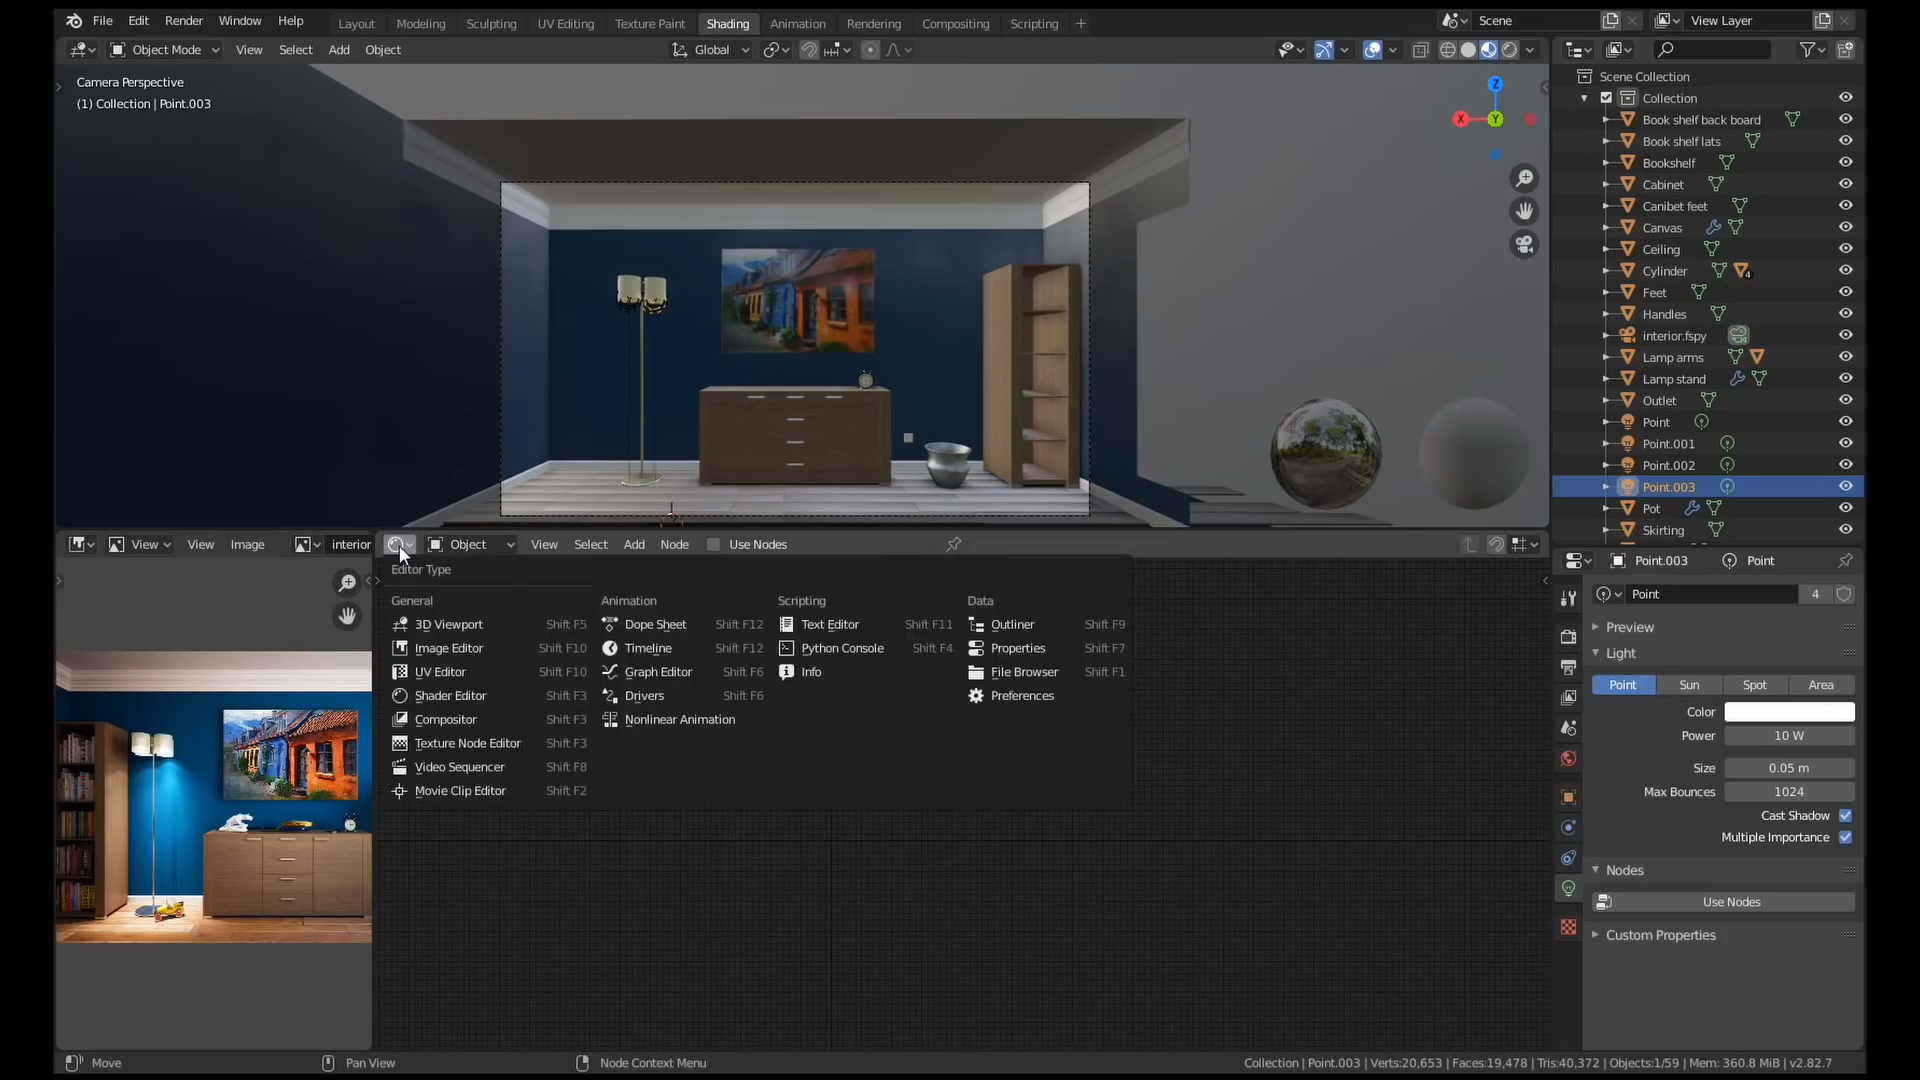 File Edit Render Window Help Layout Modeling Sculpting UV Editing Texture Paint Shading Animation Rendering Compositing Scripting + Scene View Layer
Object Mode View Select Add Object Global
Camera Perspective
(1) Collection | Point.003
Z
X Y
Scene Collection
Collection
Book shelf back board
Book shelf lats
Bookshelf
Cabinet
Canibet feet
Canvas
Ceiling
Cylinder 4
Feet
Handles
interior.fspy
Lamp arms
Lamp stand
Outlet
Point
Point.001
Point.002
Point.003
Pot
Skirting
View View Image interior
Object View Select Add Node Use Nodes
Editor Type
General
3D Viewport Shift F5
Image Editor Shift F10
UV Editor Shift F10
Shader Editor Shift F3
Compositor Shift F3
Texture Node Editor Shift F3
Video Sequencer Shift F8
Movie Clip Editor Shift F2
Animation
Dope Sheet Shift F12
Timeline Shift F12
Graph Editor Shift F6
Drivers Shift F6
Nonlinear Animation
Scripting
Text Editor Shift F11
Python Console Shift F4
Info
Data
Outliner Shift F9
Properties Shift F7
File Browser Shift F1
Preferences
Point.003 Point
Point 4
Preview
Light
Point Sun Spot Area
Color
Power 10 W
Size 0.05 m
Max Bounces 1024
Cast Shadow
Multiple Importance
Nodes
Use Nodes
Custom Properties
Move Pan View Node Context Menu Collection | Point.003 | Verts:20,653 | Faces:19,478 | Tris:40,372 | Objects:1/59 | Mem: 360.8 MiB | v2.82.7